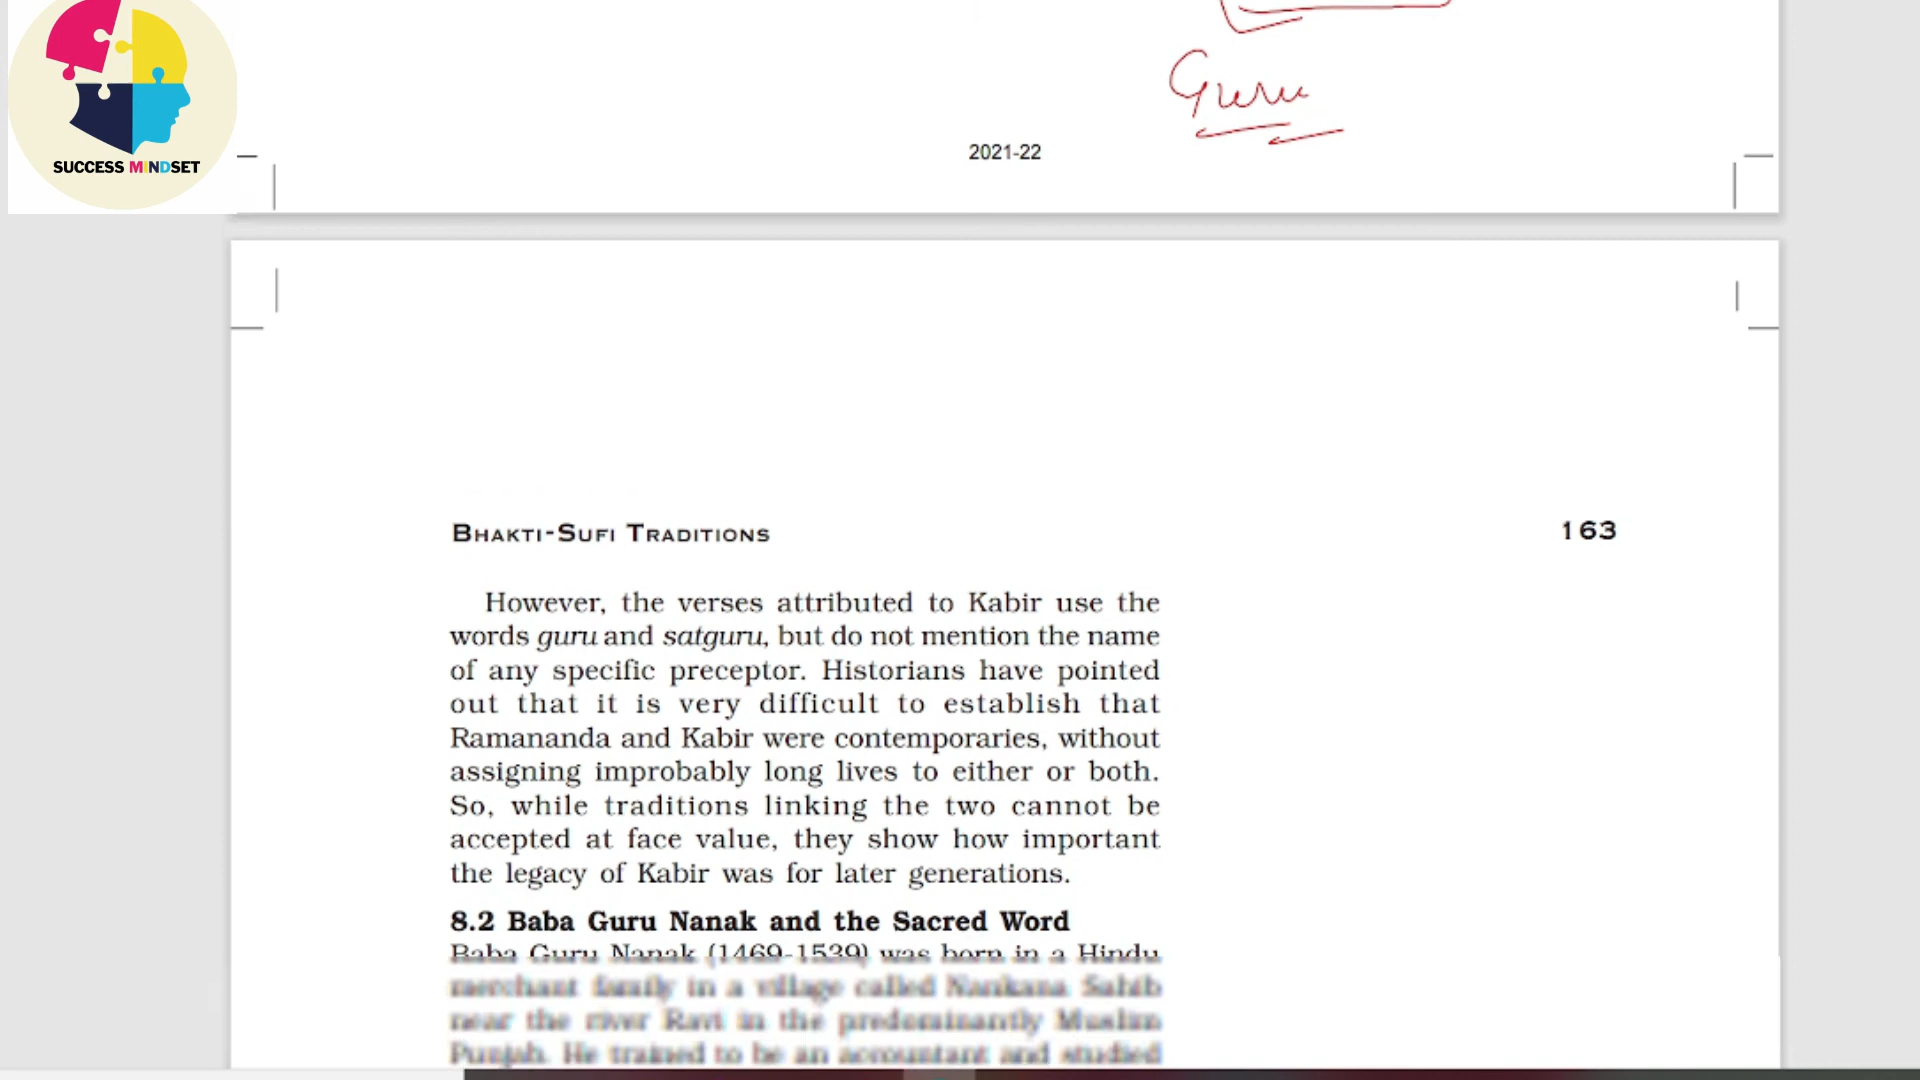 SUCCESS MINDSET
Guru
2021-22
BHAKTI-SUFI TRADITIONS 163
However, the verses attributed to Kabir use the
words guru and satguru, but do not mention the name
of any specific preceptor. Historians have pointed
out that it is very difficult to establish that
Ramananda and Kabir were contemporaries, without
assigning improbably long lives to either or both.
So, while traditions linking the two cannot be
accepted at face value, they show how important
the legacy of Kabir was for later generations.
8.2 Baba Guru Nanak and the Sacred Word
Baba Guru Nanak (1469-1539) was born in a Hindu
merchant family in a village called Nankana Sahib
near the river Ravi in the predominantly Muslim
Punjab. He trained to be an accountant and studied